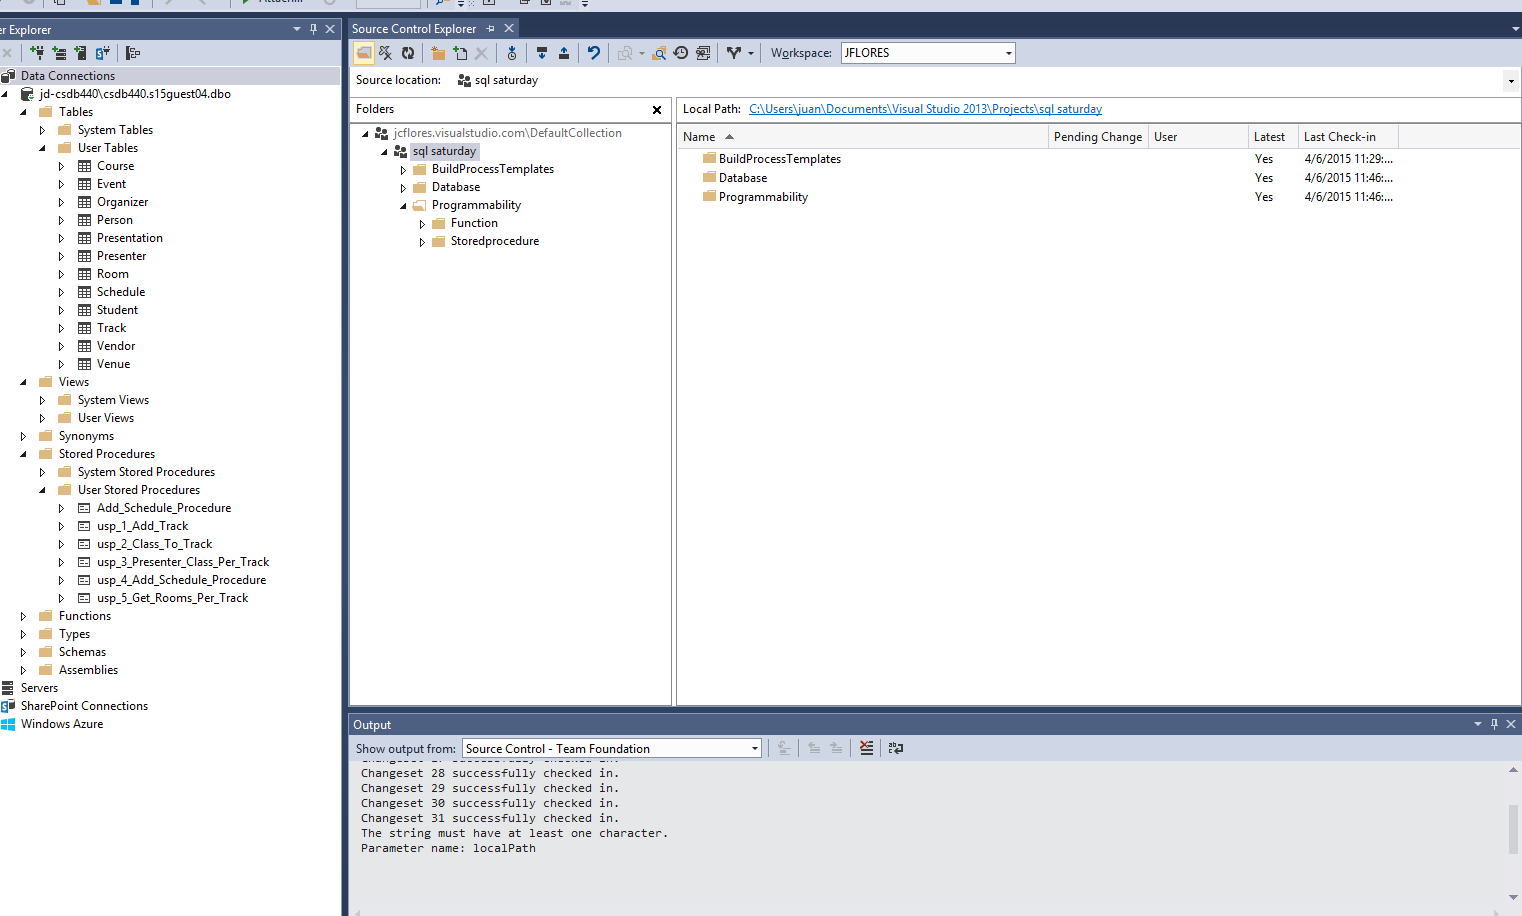 Attach...
er Explorer
Data Connections
jd-csdb440\csdb440.s15guest04.dbo
Tables
System Tables
User Tables
Course
Event
Organizer
Person
Presentation
Presenter
Room
Schedule
Student
Track
Vendor
Venue
Views
System Views
User Views
Synonyms
Stored Procedures
System Stored Procedures
User Stored Procedures
Add_Schedule_Procedure
usp_1_Add_Track
usp_2_Class_To_Track
usp_3_Presenter_Class_Per_Track
usp_4_Add_Schedule_Procedure
usp_5_Get_Rooms_Per_Track
Functions
Types
Schemas
Assemblies
Servers
SharePoint Connections
Windows Azure
Source Control Explorer
Workspace: JFLORES
Source location: sql saturday
Folders
jcflores.visualstudio.com\DefaultCollection
sql saturday
BuildProcessTemplates
Database
Programmability
Function
Storedprocedure
Local Path: C:\Users\juan\Documents\Visual Studio 2013\Projects\sql saturday
Name Pending Change User Latest Last Check-in
BuildProcessTemplates Yes 4/6/2015 11:29:...
Database Yes 4/6/2015 11:46:...
Programmability Yes 4/6/2015 11:46:...
Output
Show output from: Source Control - Team Foundation
Changeset 27 successfully checked in.
Changeset 28 successfully checked in.
Changeset 29 successfully checked in.
Changeset 30 successfully checked in.
Changeset 31 successfully checked in.
The string must have at least one character.
Parameter name: localPath